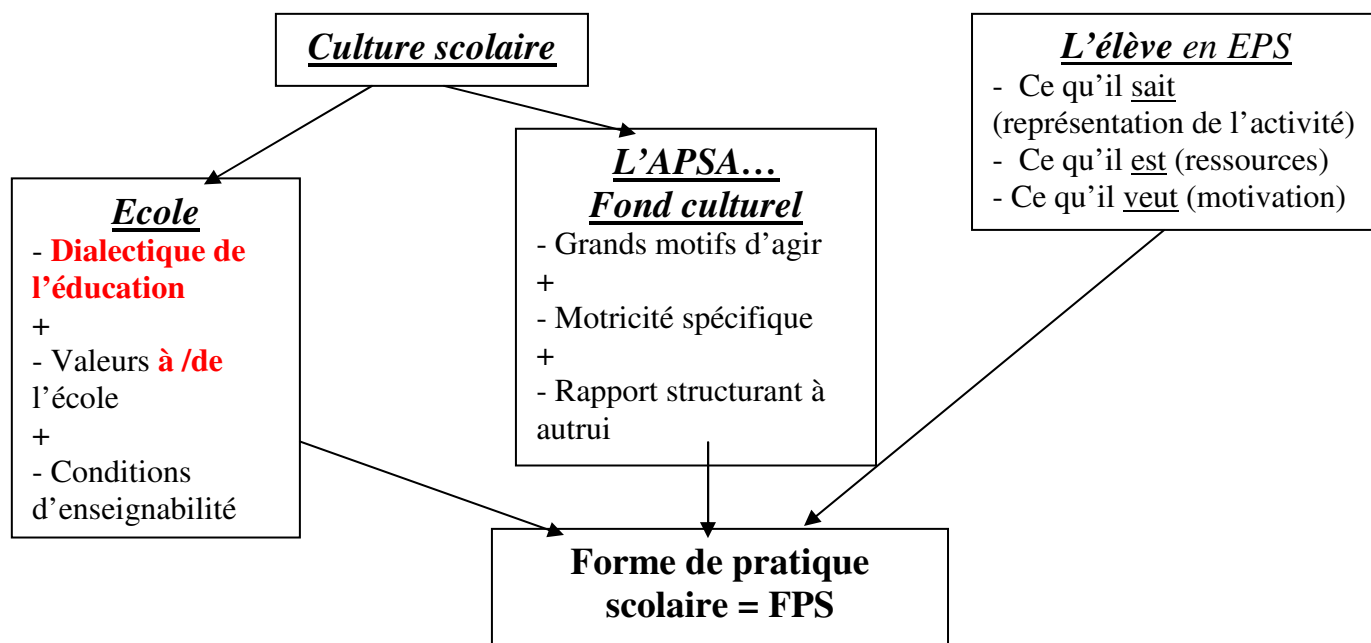 Culture scolaire
Ecole
- Dialectique de
l’éducation
+
- Valeurs à /de
l’école
+
- Conditions
d’enseignabilité
L’APSA…
Fond culturel
- Grands motifs d’agir
+
- Motricité spécifique
+
- Rapport structurant à
autrui
L’élève en EPS
- Ce qu’il sait
(représentation de l’activité)
- Ce qu’il est (ressources)
- Ce qu’il veut (motivation)
Forme de pratique
scolaire = FPS